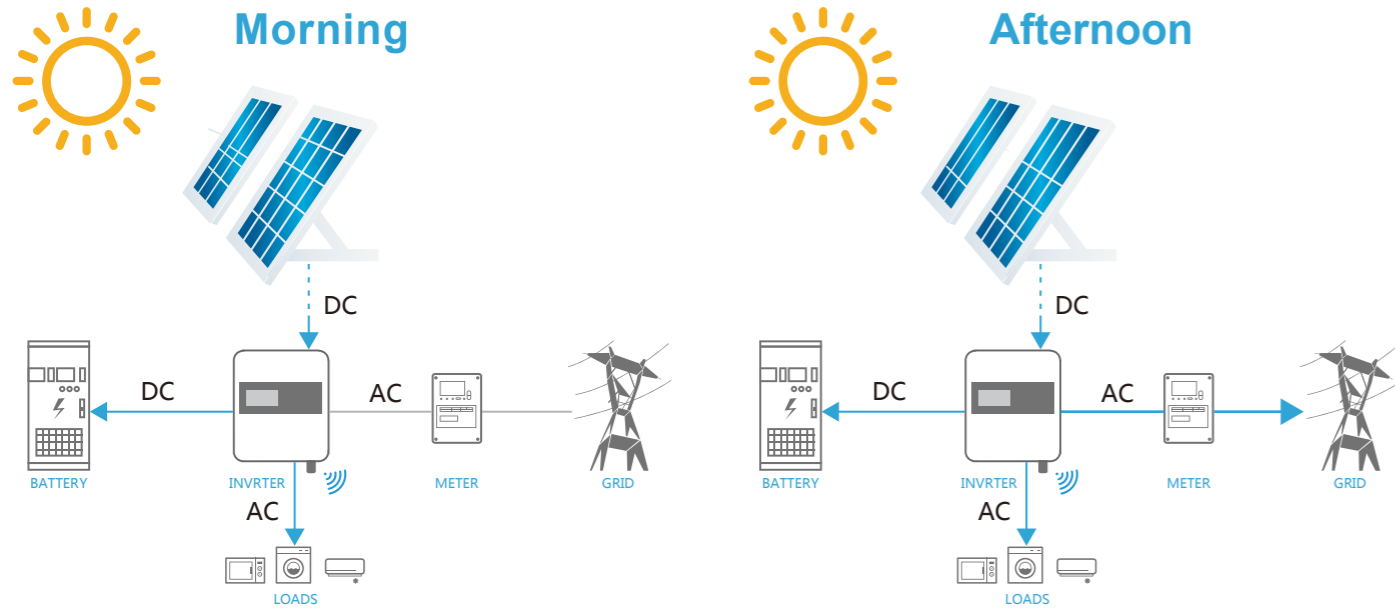 Morning
DC
DC
AC
BATTERY
INVRTER
METER
GRID
AC
LOADS
Afternoon
DC
DC
AC
BATTERY
INVRTER
METER
GRID
AC
LOADS